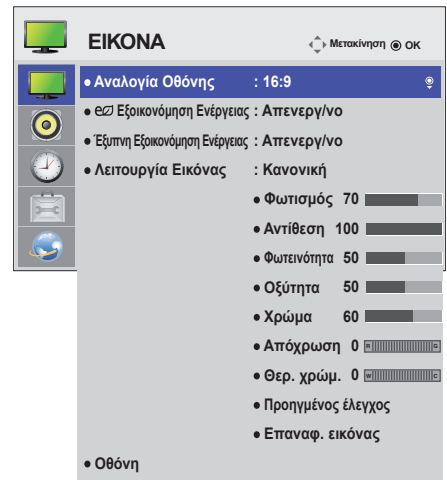 ΕΙΚΟΝΑ Μετακίνηση OK
• Αναλογία Οθόνης : 16:9
• Εξοικονόμηση Ενέργειας : Απενεργ/νο
• Έξυπνη Εξοικονόμηση Ενέργειας : Απενεργ/νο
• Λειτουργία Εικόνας : Κανονική
• Φωτισμός 70
• Αντίθεση 100
• Φωτεινότητα 50
• Οξύτητα 50
• Χρώμα 60
• Απόχρωση 0 R G
• Θερ. χρώμ. 0 W C
• Προηγμένος έλεγχος
• Επαναφ. εικόνας
• Οθόνη